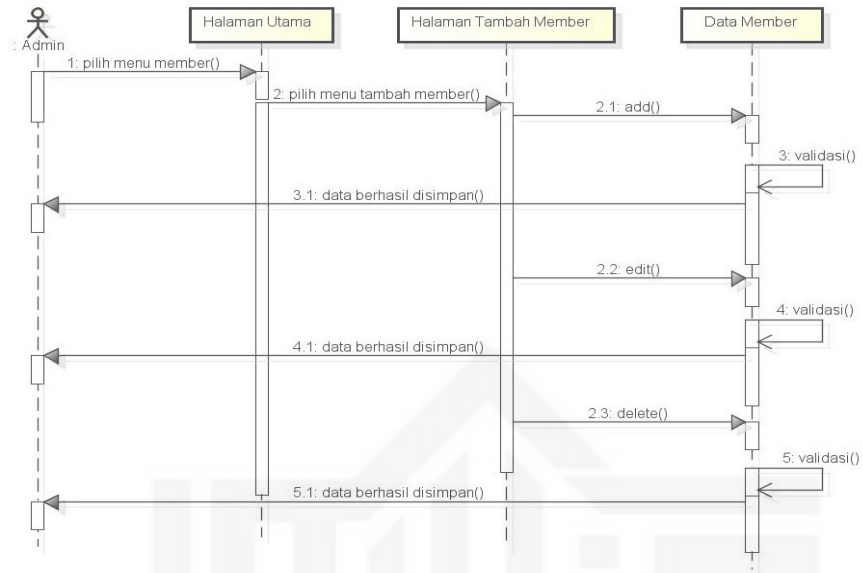 Halaman Utama
Halaman Tambah Member
Data Member
: Admin
1: pilih menu member()
2: pilih menu tambah member()
2.1: add()
3: validasi()
3.1: data berhasil disimpan()
2.2: edit()
4: validasi()
4.1: data berhasil disimpan()
2.3: delete()
5: validasi()
5.1: data berhasil disimpan()